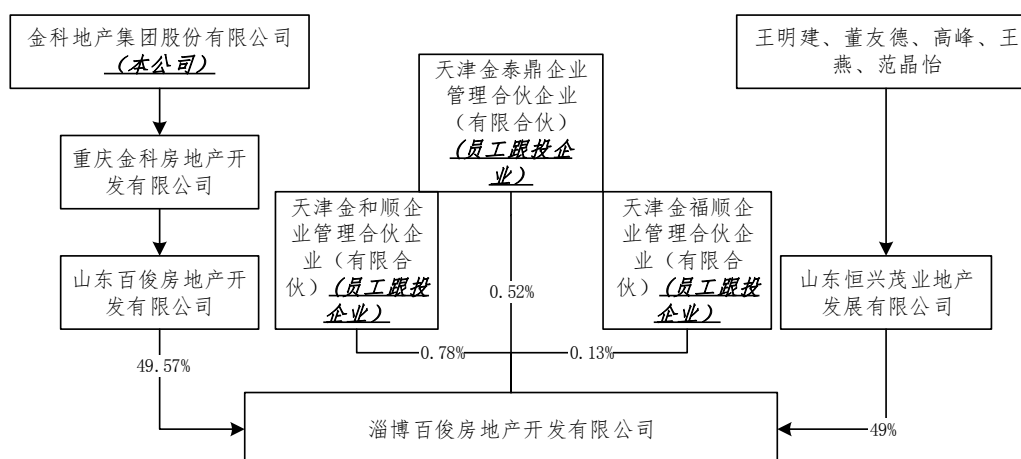 金科地产集团股份有限公司
（本公司）
重庆金科房地产开
发有限公司
山东百俊房地产开
发有限公司
49.57%
天津金泰鼎企业
管理合伙企业
（有限合伙）
（员工跟投企
业）
天津金和顺企
业管理合伙企
业（有限合
伙）（员工跟投
企业）
0.78%
0.52%
天津金福顺企
业管理合伙企
业（有限合
伙）（员工跟投
企业）
0.13%
王明建、董友德、高峰、王
燕、范晶怡
山东恒兴茂业地产
发展有限公司
49%
淄博百俊房地产开发有限公司